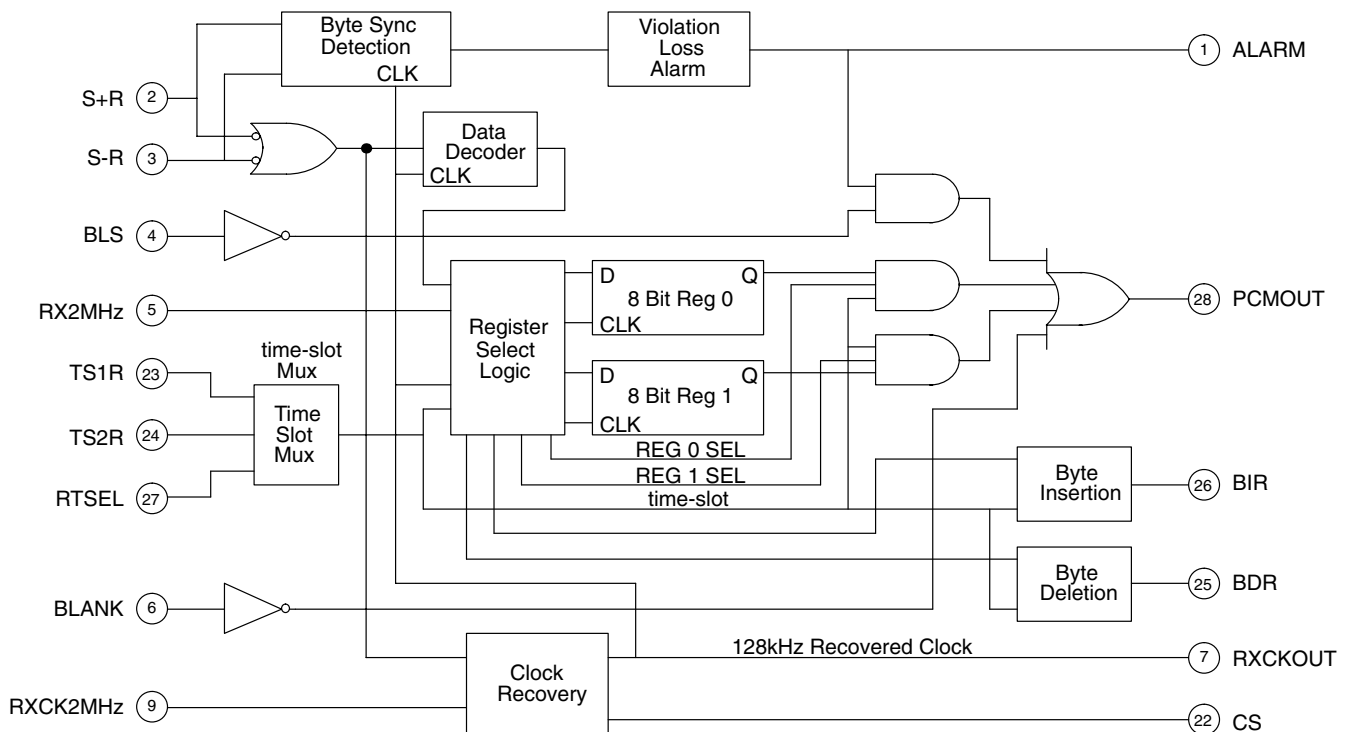 Byte Sync
Detection
CLK
Violation
Loss
Alarm
1 ALARM
S+R 2
S-R 3
Data
Decoder
CLK
BLS 4
RX2MHz 5
Register
Select
Logic
D Q
8 Bit Reg 0
CLK
28 PCMOUT
time-slot
Mux
TS1R 23
TS2R 24
RTSEL 27
Time
Slot
Mux
D Q
8 Bit Reg 1
CLK
REG 0 SEL
REG 1 SEL
time-slot
Byte
Insertion
26 BIR
Byte
Deletion
25 BDR
BLANK 6
128kHz Recovered Clock
7 RXCKOUT
Clock
Recovery
RXCK2MHz 9
22 CS